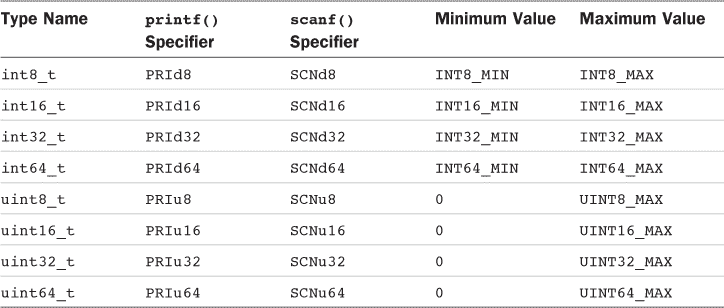 Type Name printf() scanf() Minimum Value Maximum Value
Specifier Specifier
int8_t PRId8 SCNd8 INT8_MIN INT8_MAX
int16_t PRId16 SCNd16 INT16_MIN INT16_MAX
int32_t PRId32 SCNd32 INT32_MIN INT32_MAX
int64_t PRId64 SCNd64 INT64_MIN INT64_MAX
uint8_t PRIu8 SCNu8 0 UINT8_MAX
uint16_t PRIu16 SCNu16 0 UINT16_MAX
uint32_t PRIu32 SCNu32 0 UINT32_MAX
uint64_t PRIu64 SCNu64 0 UINT64_MAX